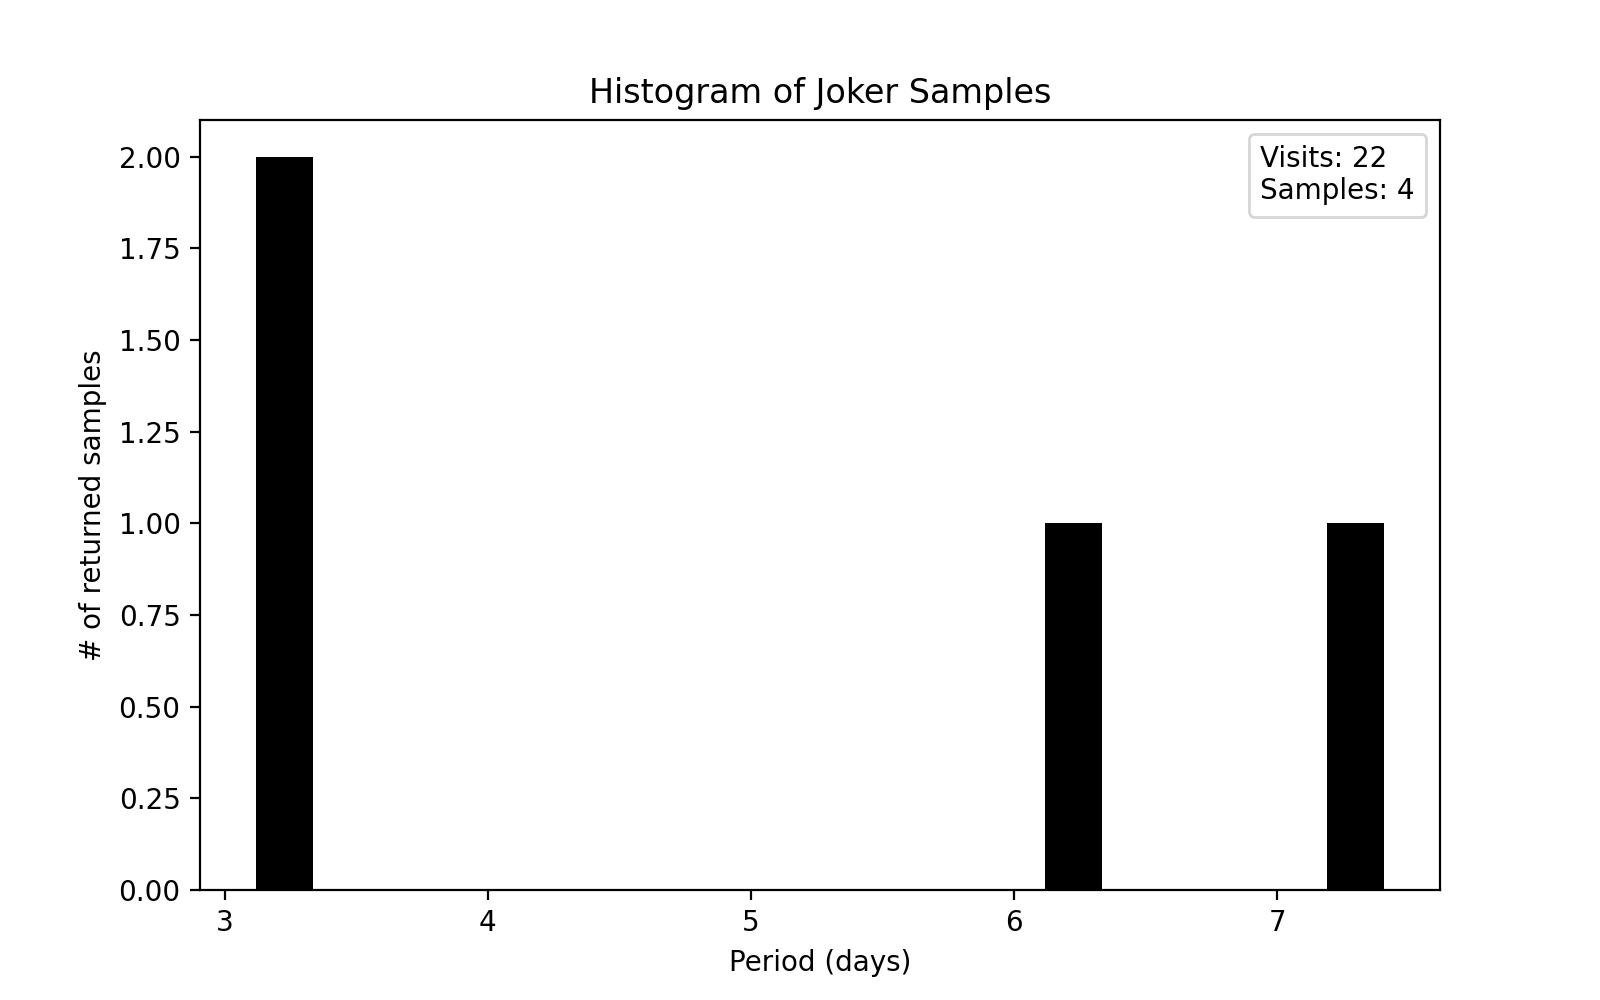 Histogram of Joker Samples
Visits: 22
Samples: 4
# of returned samples
2.00
1.75
1.50
1.25
1.00
0.75
0.50
0.25
0.00
3 4 5 6 7
Period (days)